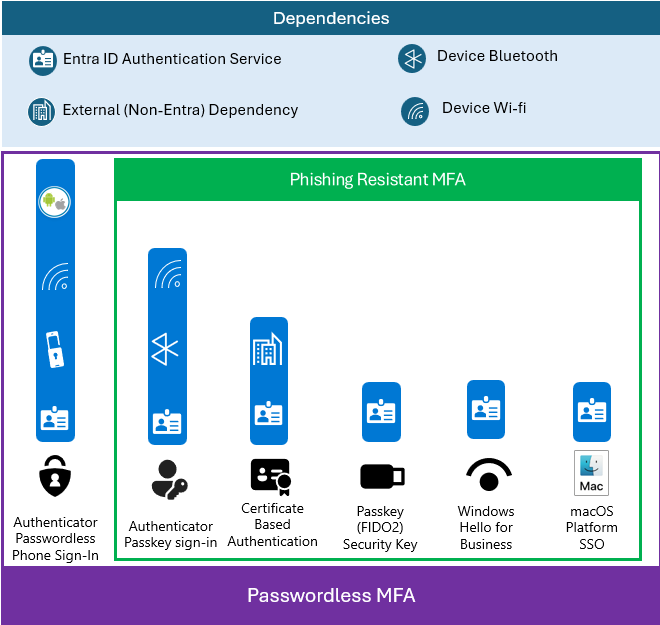 Dependencies
Entra ID Authentication Service
Device Bluetooth
External (Non-Entra) Dependency
Device Wi-fi
Phishing Resistant MFA
Authenticator
Passwordless
Phone Sign-In
Authenticator
Passkey sign-in
Certificate
Based
Authentication
Passkey
(FIDO2)
Security Key
Windows
Hello for
Business
Mac
macOS
Platform
SSO
Passwordless MFA